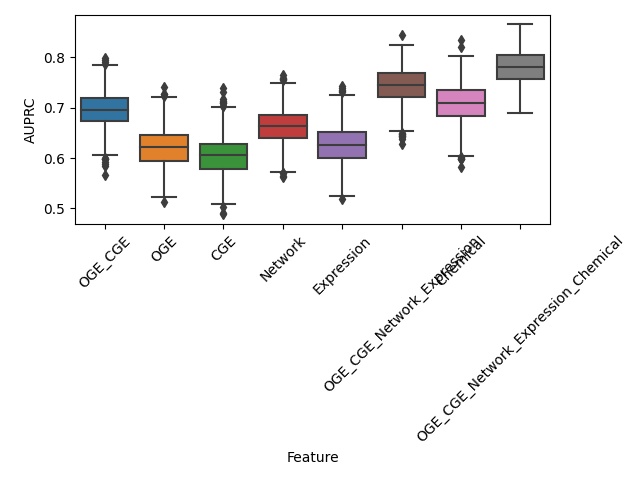 0.8
0.7
0.6
0.5
AUPRC
OGE_CGE
OGE
CGE
Network
Expression
OGE_CGE_Network_Expression
Chemical
OGE_CGE_Network_Expression_Chemical
Feature